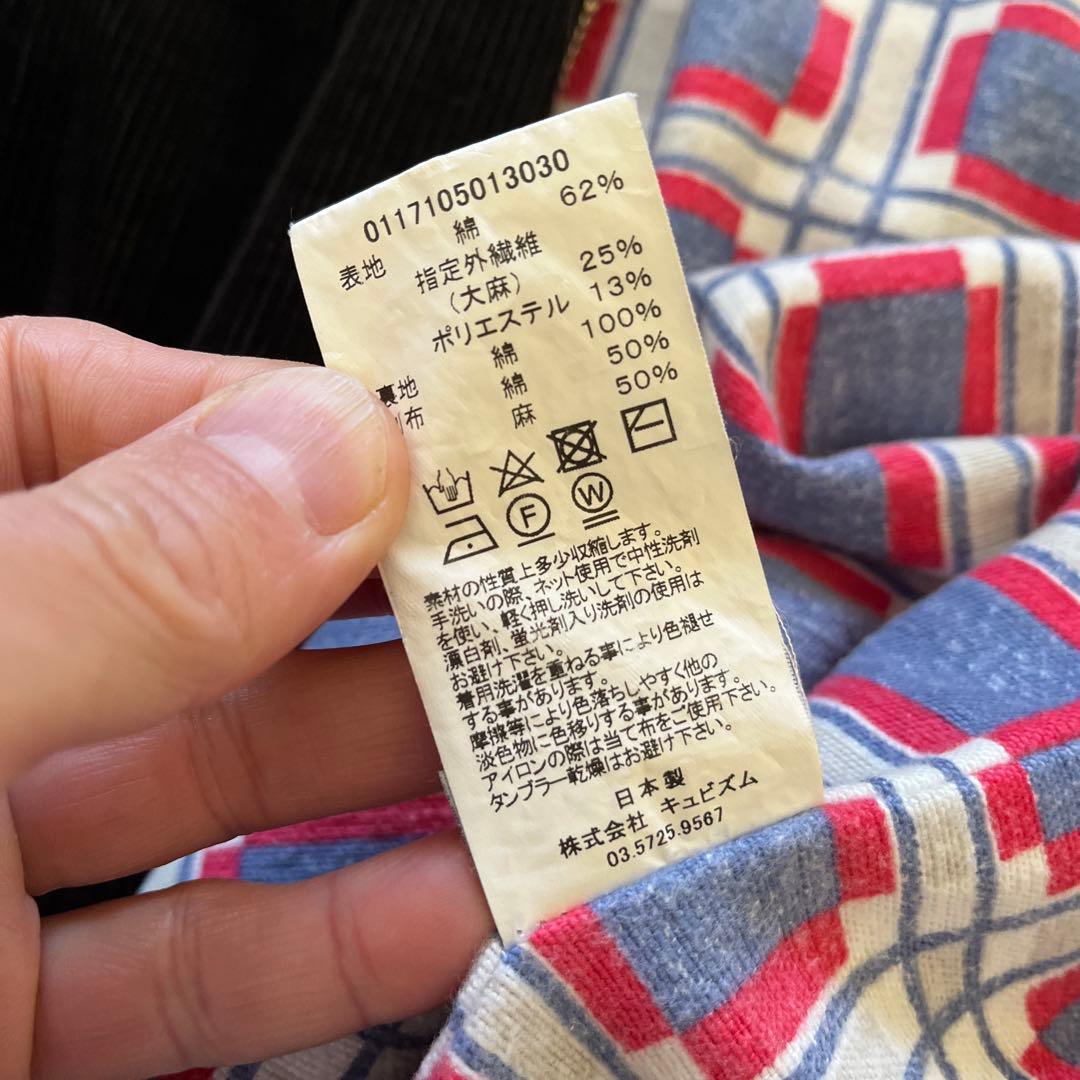 0117105013030
表地 綿 62%
指定外繊維
(大麻) 25%
ポリエステル 13%
裏地 綿 100%
布 綿 50%
麻 50%
F W
素材の性質上多少収縮します。
手洗いの際、ネット使用で中性洗剤
を使い、軽く押し洗いして下さい。
漂白剤、蛍光剤入り洗剤の使用は
お避け下さい。
着用洗濯を重ねる事により色褪せ
する事があります。
摩擦等により色落ちしやすく他の
淡色物に色移りする事があります。
アイロンの際は当て布をご使用下さい。
タンブラー乾燥はお避け下さい。
日本製
株式会社 キュビズム
03.5725.9567